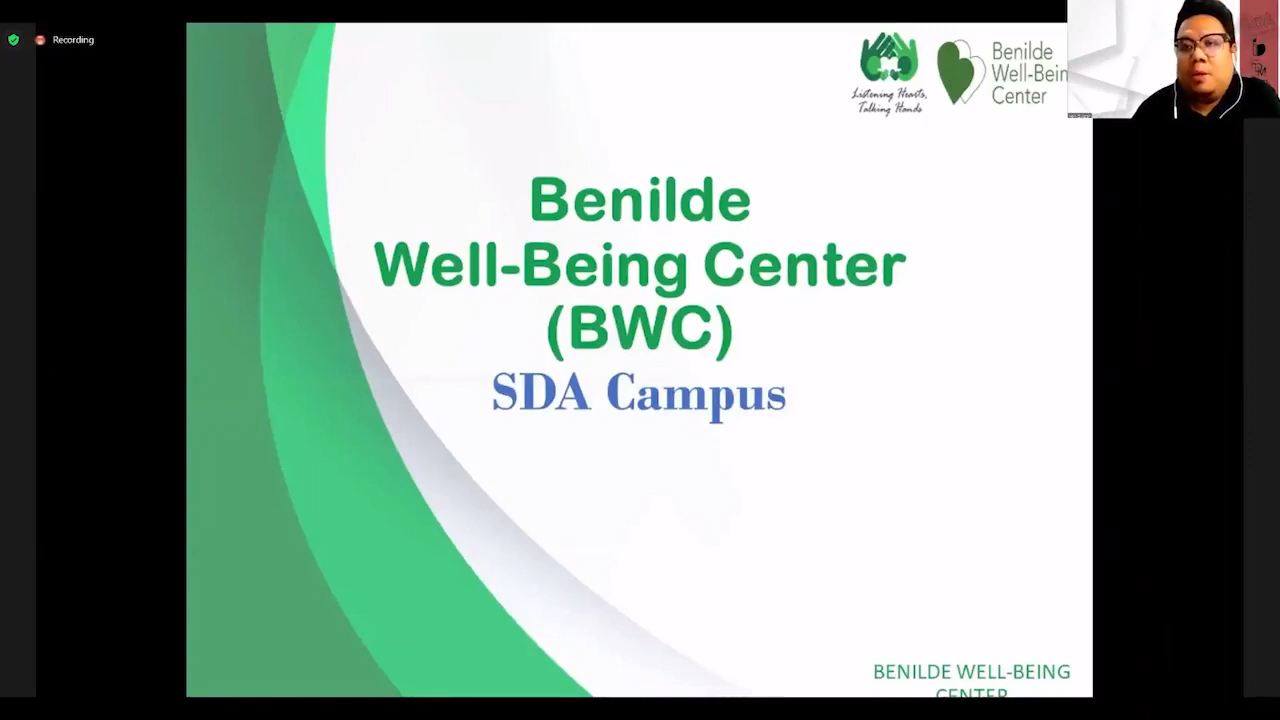 Recording
Listening Hearts,
Talking Hands
Benilde
Well-Bein
Center
Benilde
Well-Being Center
(BWC)
SDA Campus
BENILDE WELL-BEING
CENTER